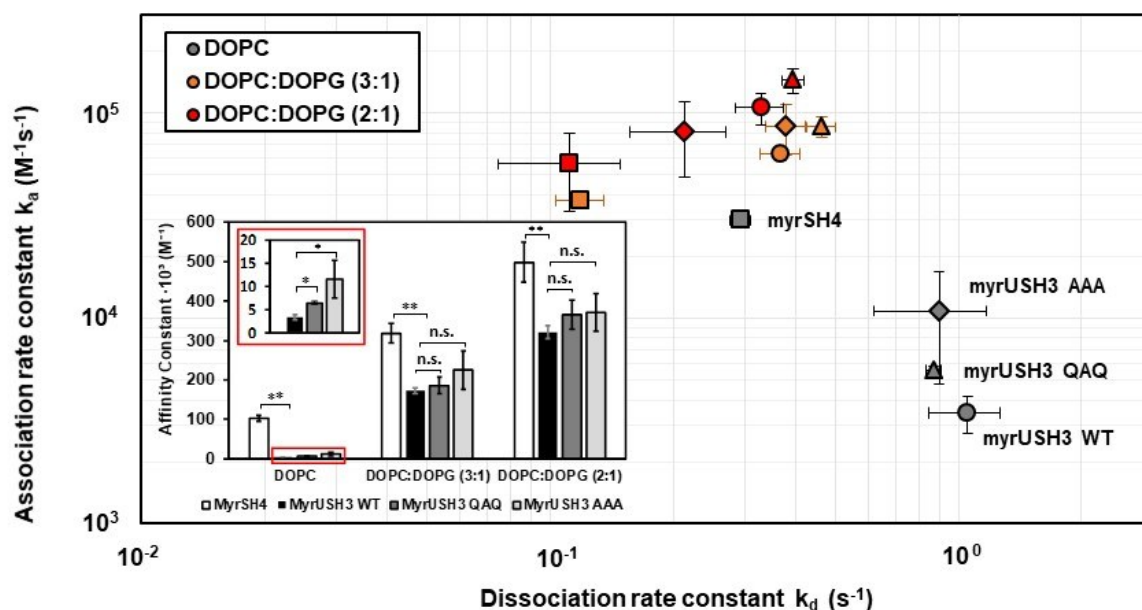 DOPC
DOPC:DOPG (3:1)
DOPC:DOPG (2:1)
Association rate constant kₐ (M⁻¹s⁻¹)
10⁵
10⁴
10³
myrSH4
myrUSH3 AAA
myrUSH3 QAQ
myrUSH3 WT
Affinity Constant ·10³ (M⁻¹)
600
500
400
300
200
100
0
20
15
10
5
0
*
*
**
**
n.s.
n.s.
**
n.s.
n.s.
DOPC DOPC:DOPG (3:1) DOPC:DOPG (2:1)
MyrSH4 MyrUSH3 WT MyrUSH3 QAQ MyrUSH3 AAA
10⁻² 10⁻¹ 10⁰
Dissociation rate constant k_d (s⁻¹)